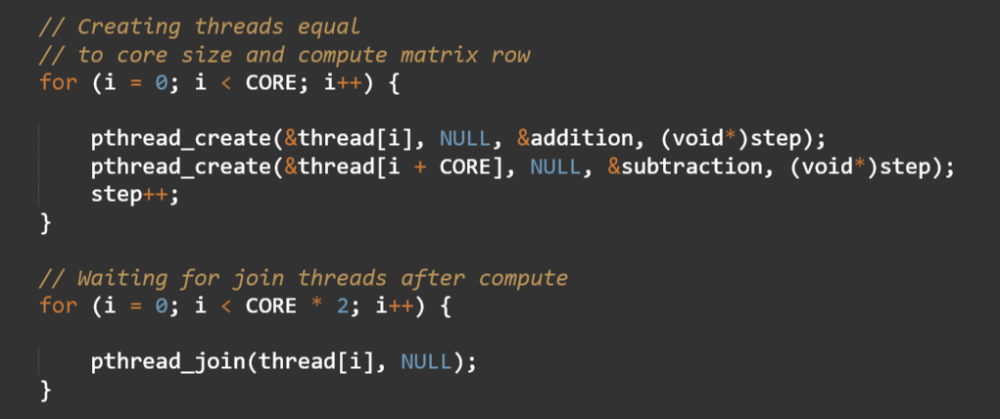 // Creating threads equal
// to core size and compute matrix row
for (i = 0; i < CORE; i++) {
pthread_create(&thread[i], NULL, &addition, (void*)step);
pthread_create(&thread[i + CORE], NULL, &subtraction, (void*)step);
step++;
}
// Waiting for join threads after compute
for (i = 0; i < CORE * 2; i++) {
pthread_join(thread[i], NULL);
}